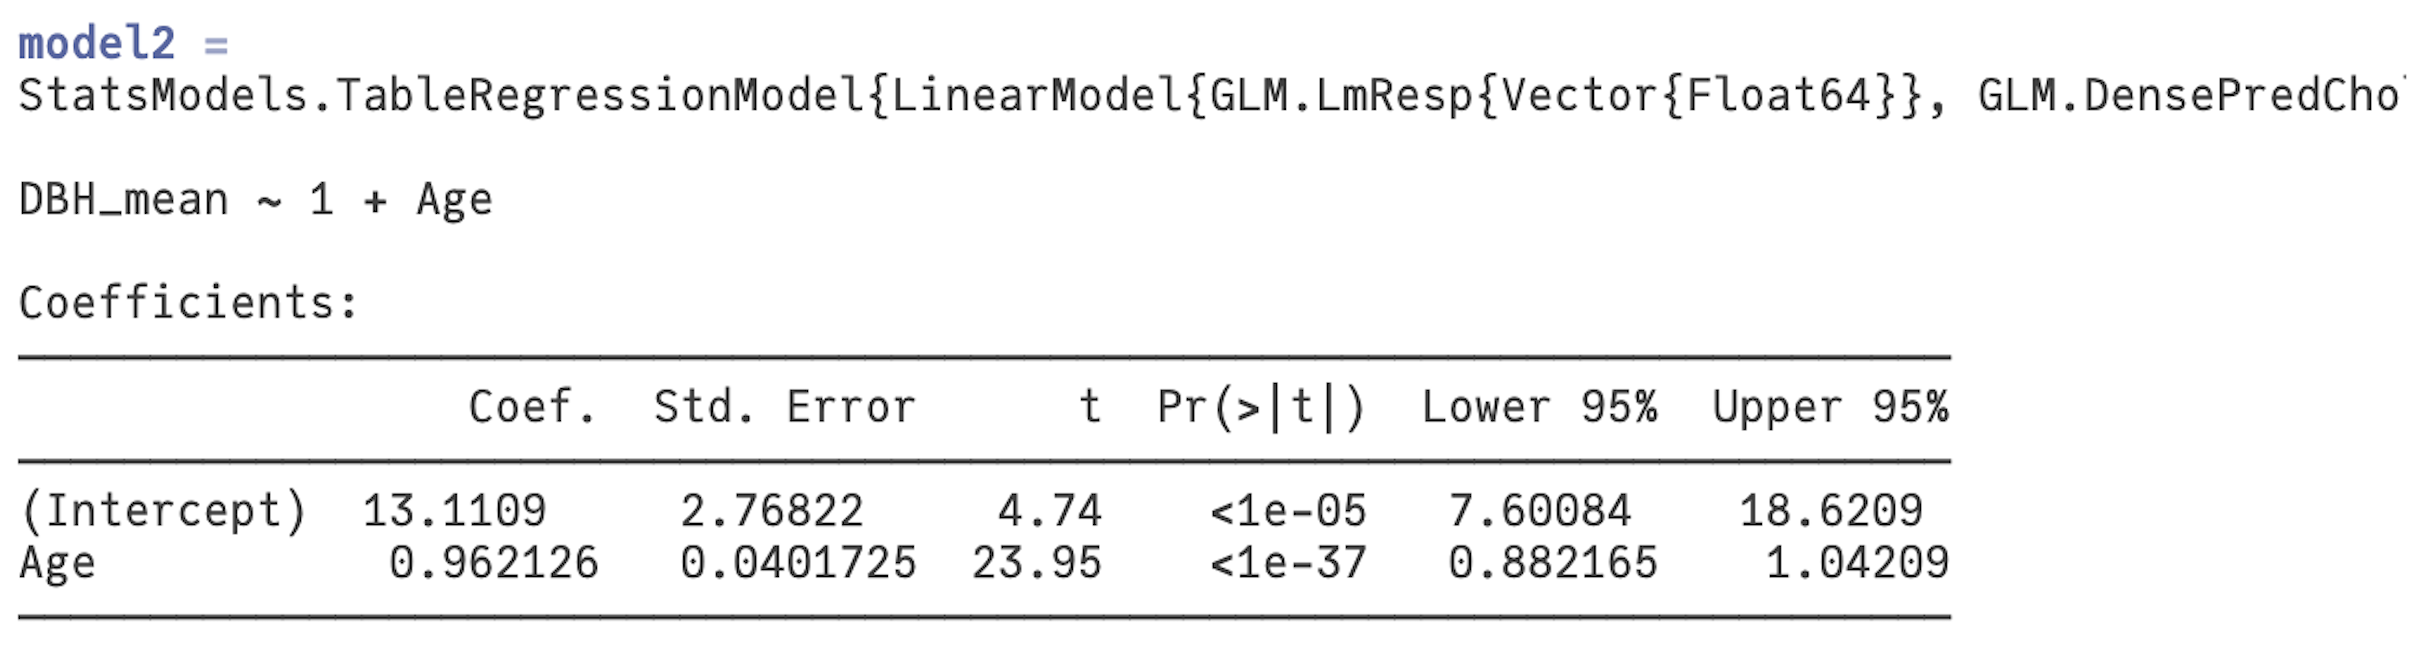 model2 =
StatsModels.TableRegressionModel{LinearModel{GLM.LmResp{Vector{Float64}}, GLM.DensePredCho
DBH_mean ~ 1 + Age
Coefficients:
Coef. Std. Error t Pr(>|t|) Lower 95% Upper 95%
(Intercept) 13.1109 2.76822 4.74 <1e-05 7.60084 18.6209
Age 0.962126 0.0401725 23.95 <1e-37 0.882165 1.04209